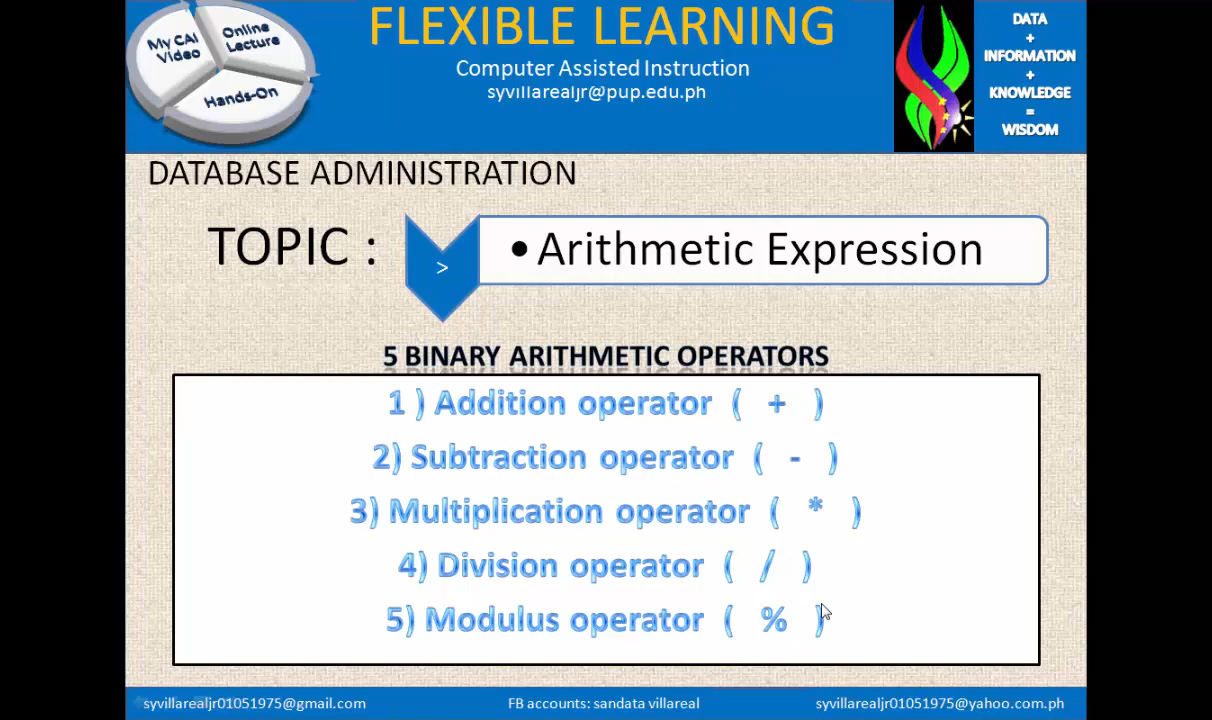 My CAI
Video
Online
Lecture
Hands-On
FLEXIBLE LEARNING
Computer Assisted Instruction
syvillarealjr@pup.edu.ph
DATA
+
INFORMATION
+
KNOWLEDGE
=
WISDOM
DATABASE ADMINISTRATION
TOPIC :
>
•Arithmetic Expression
5 BINARY ARITHMETIC OPERATORS
1 ) Addition operator ( + )
2) Subtraction operator ( - )
3) Multiplication operator ( * )
4) Division operator ( / )
5) Modulus operator ( % )
syvillarealjr01051975@gmail.com
FB accounts: sandata villareal
syvillarealjr01051975@yahoo.com.ph